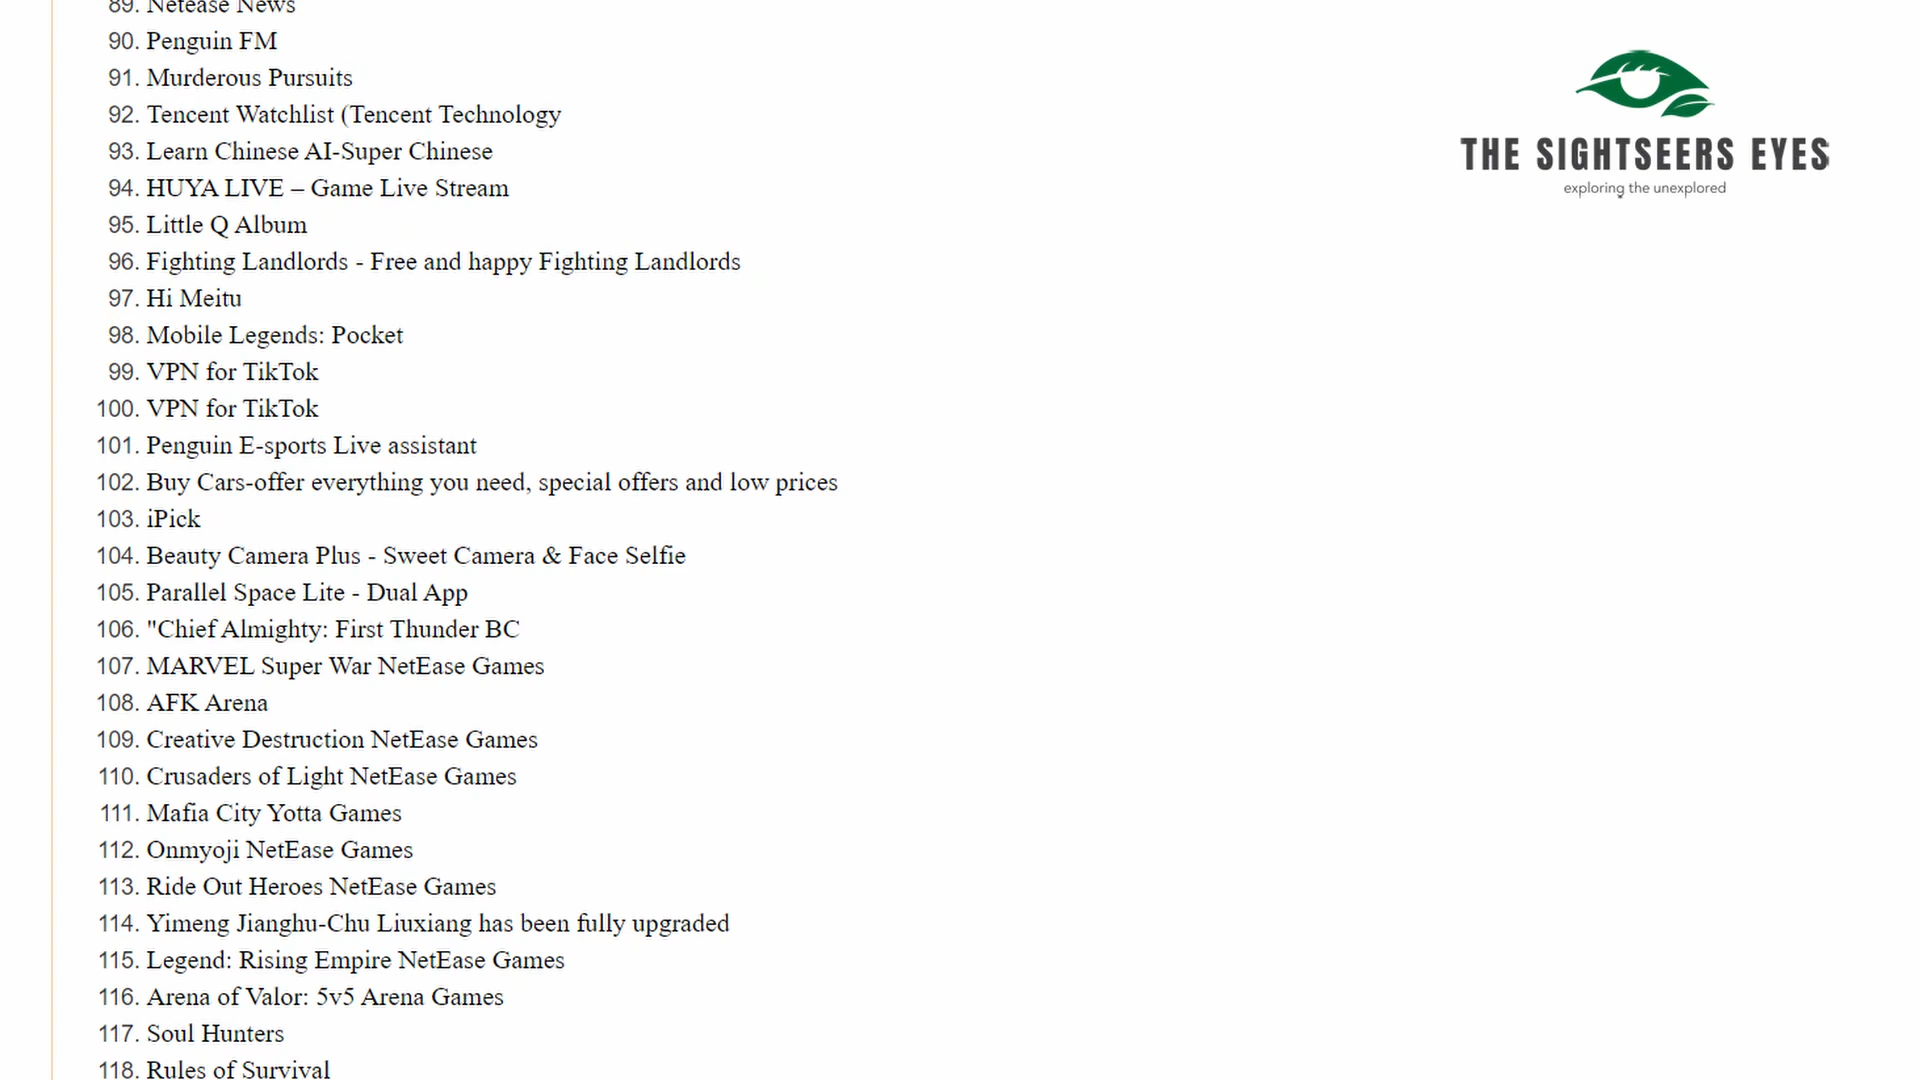 89. Netease News
90. Penguin FM
91. Murderous Pursuits
92. Tencent Watchlist (Tencent Technology
93. Learn Chinese AI-Super Chinese
94. HUYA LIVE – Game Live Stream
95. Little Q Album
96. Fighting Landlords - Free and happy Fighting Landlords
97. Hi Meitu
98. Mobile Legends: Pocket
99. VPN for TikTok
100. VPN for TikTok
101. Penguin E-sports Live assistant
102. Buy Cars-offer everything you need, special offers and low prices
103. iPick
104. Beauty Camera Plus - Sweet Camera & Face Selfie
105. Parallel Space Lite - Dual App
106. "Chief Almighty: First Thunder BC
107. MARVEL Super War NetEase Games
108. AFK Arena
109. Creative Destruction NetEase Games
110. Crusaders of Light NetEase Games
111. Mafia City Yotta Games
112. Onmyoji NetEase Games
113. Ride Out Heroes NetEase Games
114. Yimeng Jianghu-Chu Liuxiang has been fully upgraded
115. Legend: Rising Empire NetEase Games
116. Arena of Valor: 5v5 Arena Games
117. Soul Hunters
118. Rules of Survival
THE SIGHTSEERS EYES
exploring the unexplored